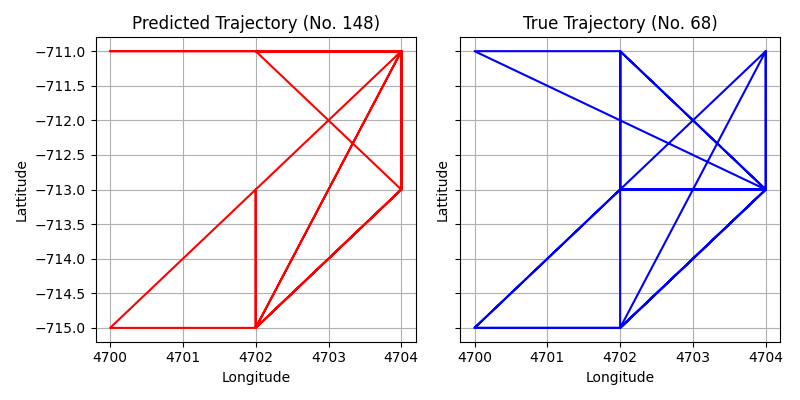 Predicted Trajectory (No. 148)
True Trajectory (No. 68)
−711.0
−711.5
−712.0
−712.5
−713.0
−713.5
−714.0
−714.5
−715.0
Lattitude
Lattitude
4700 4701 4702 4703 4704
4700 4701 4702 4703 4704
Longitude
Longitude